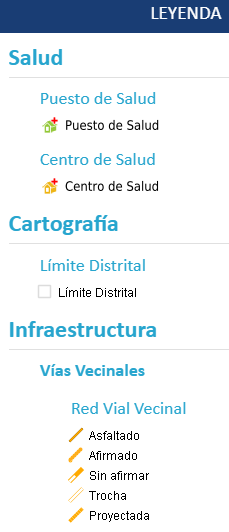 LEYENDA
Salud
Puesto de Salud
Puesto de Salud
Centro de Salud
Centro de Salud
Cartografía
Límite Distrital
Límite Distrital
Infraestructura
Vías Vecinales
Red Vial Vecinal
Asfaltado
Afirmado
Sin afirmar
Trocha
Proyectada